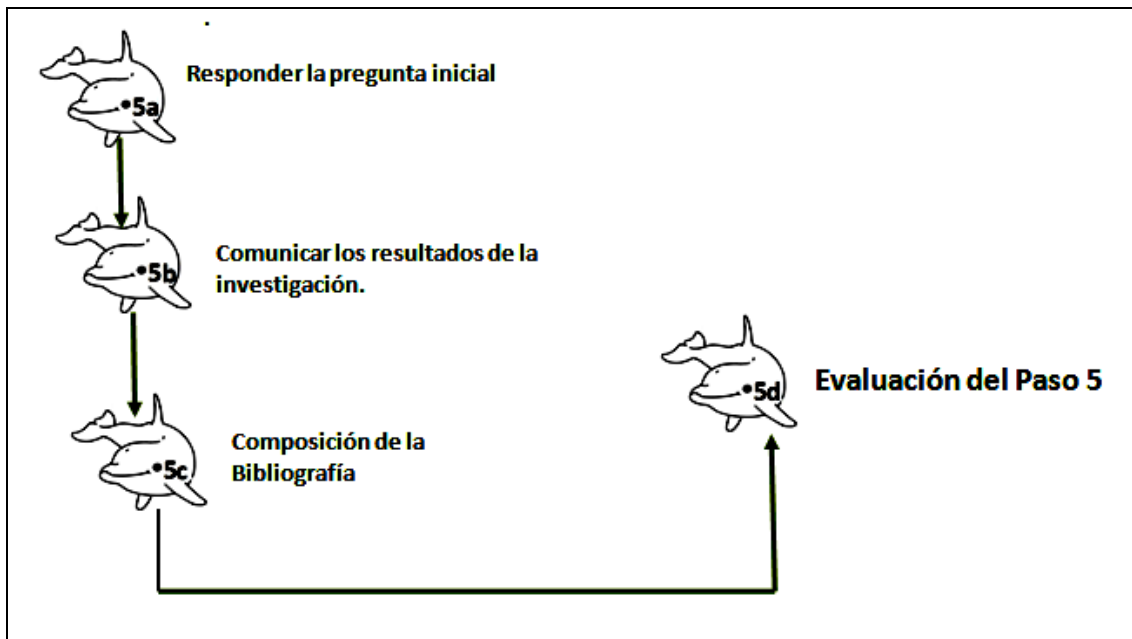 5a
Responder la pregunta inicial
5b
Comunicar los resultados de la
investigación.
5c
Composición de la
Bibliografía
5d
Evaluación del Paso 5